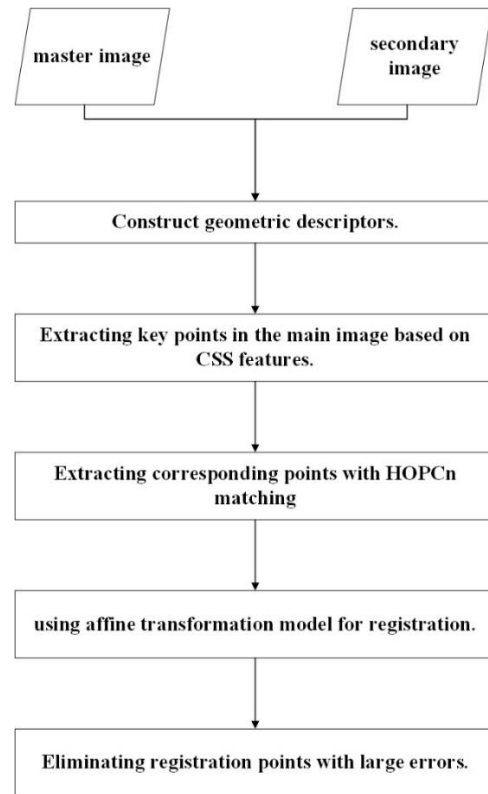 master image
secondary
image
Construct geometric descriptors.
Extracting key points in the main image based on
CSS features.
Extracting corresponding points with HOPCn
matching
using affine transformation model for registration.
Eliminating registration points with large errors.